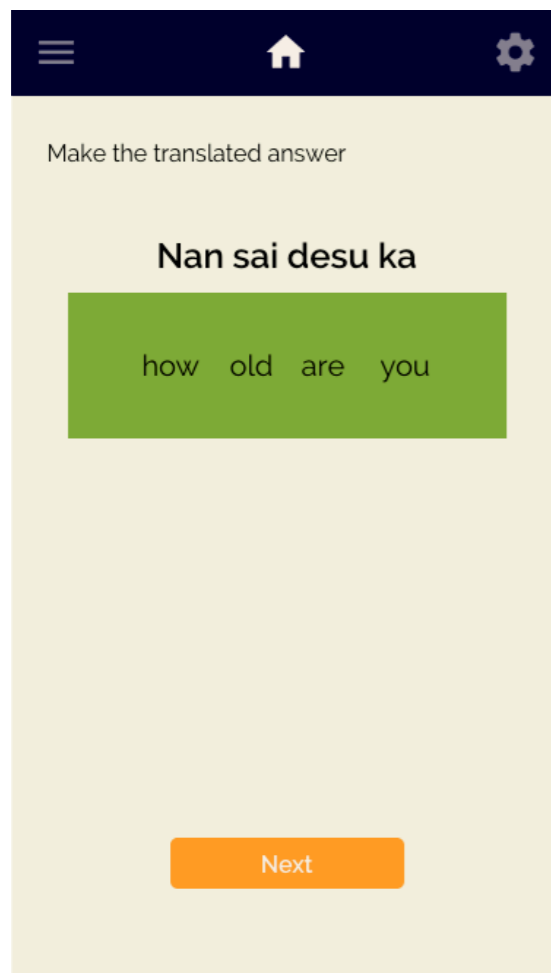 Make the translated answer
Nan sai desu ka
how old are you
Next